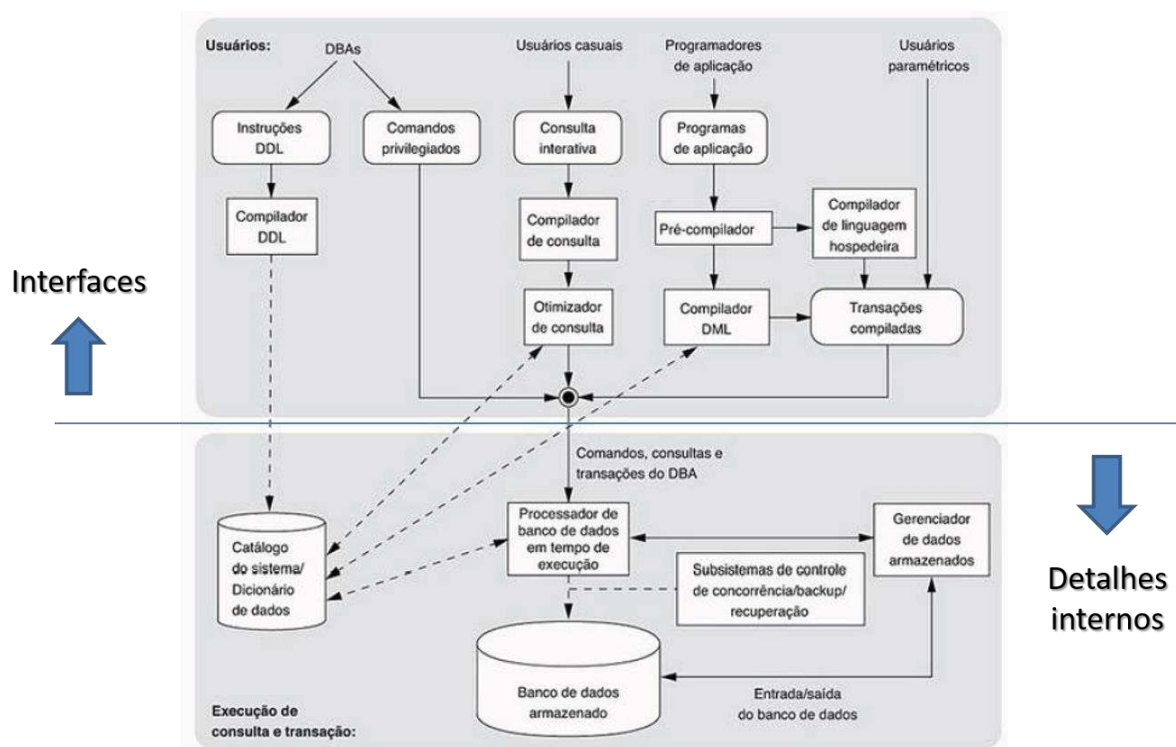 Usuários:
DBAs
Usuários casuais
Programadores
de aplicação
Usuários
paramétricos
Instruções
DDL
Comandos
privilegiados
Consulta
interativa
Programas
de aplicação
Compilador
DDL
Compilador
de consulta
Pré-compilador
Compilador
de linguagem
hospedeira
Interfaces
Otimizador
de consulta
Compilador
DML
Transações
compiladas
Comandos, consultas e
transações do DBA
Catálogo
do sistema/
Dicionário
de dados
Processador de
banco de dados
em tempo de
execução
Gerenciador
de dados
armazenados
Subsistemas de controle
de concorrência/backup/
recuperação
Detalhes
internos
Banco de dados
armazenado
Entrada/saída
do banco de dados
Execução de
consulta e transação: